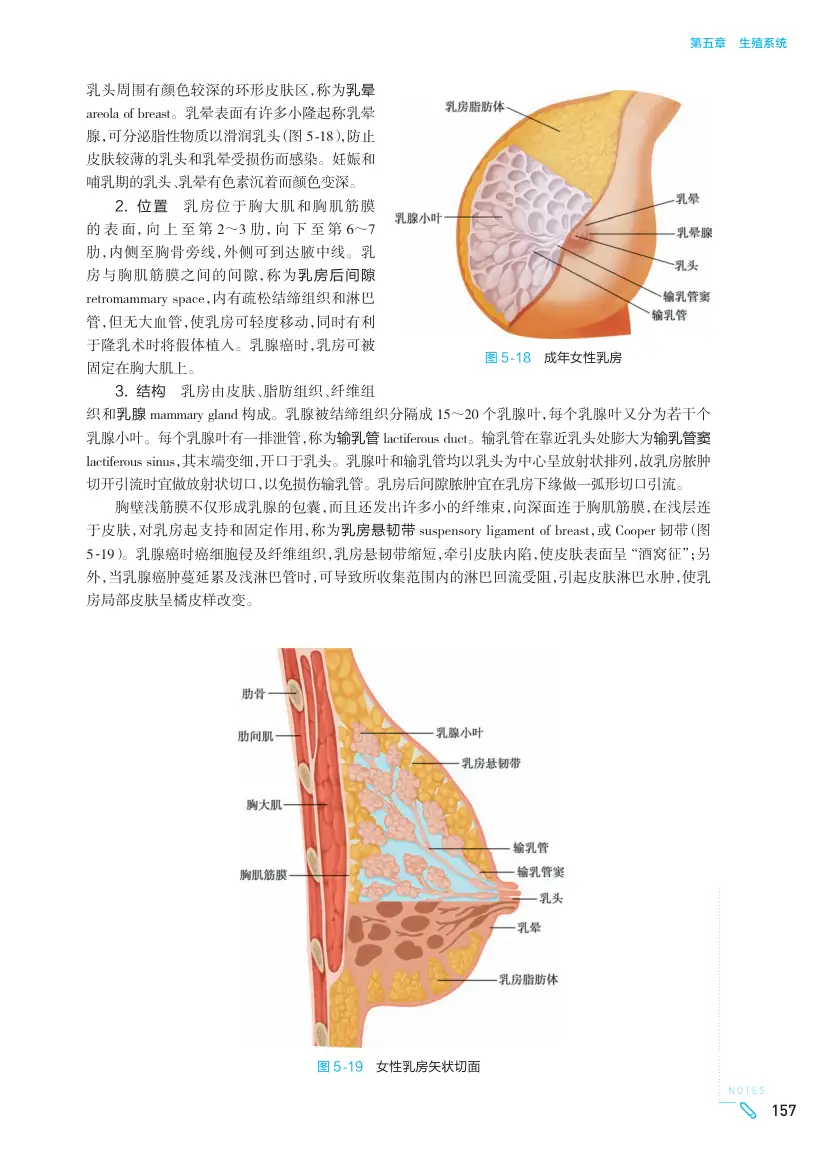 第五章 生殖系统
乳头周围有颜色较深的环形皮肤区,称为乳晕
areola of breast。乳晕表面有许多小隆起称乳晕
腺,可分泌脂性物质以滑润乳头(图 5-18),防止
皮肤较薄的乳头和乳晕受损伤而感染。妊娠和
哺乳期的乳头、乳晕有色素沉着而颜色变深。
2. 位置 乳房位于胸大肌和胸肌筋膜
的表面,向上至第 2～3 肋,向下至第 6～7
肋,内侧至胸骨旁线,外侧可到达腋中线。乳
房与胸肌筋膜之间的间隙,称为乳房后间隙
retromammary space,内有疏松结缔组织和淋巴
管,但无大血管,使乳房可轻度移动,同时有利
于隆乳术时将假体植入。乳腺癌时,乳房可被
固定在胸大肌上。
乳房脂肪体
乳腺小叶
乳晕
乳晕腺
乳头
输乳管窦
输乳管
图 5-18 成年女性乳房
3. 结构 乳房由皮肤、脂肪组织、纤维组
织和乳腺 mammary gland 构成。乳腺被结缔组织分隔成 15～20 个乳腺叶,每个乳腺叶又分为若干个
乳腺小叶。每个乳腺叶有一排泄管,称为输乳管 lactiferous duct。输乳管在靠近乳头处膨大为输乳管窦
lactiferous sinus,其末端变细,开口于乳头。乳腺叶和输乳管均以乳头为中心呈放射状排列,故乳房脓肿
切开引流时宜做放射状切口,以免损伤输乳管。乳房后间隙脓肿宜在乳房下缘做一弧形切口引流。
胸壁浅筋膜不仅形成乳腺的包囊,而且还发出许多小的纤维束,向深面连于胸肌筋膜,在浅层连
于皮肤,对乳房起支持和固定作用,称为乳房悬韧带 suspensory ligament of breast,或 Cooper 韧带(图
5-19)。乳腺癌时癌细胞侵及纤维组织,乳房悬韧带缩短,牵引皮肤内陷,使皮肤表面呈 “酒窝征”;另
外,当乳腺癌肿蔓延累及浅淋巴管时,可导致所收集范围内的淋巴回流受阻,引起皮肤淋巴水肿,使乳
房局部皮肤呈橘皮样改变。
肋骨
肋间肌
胸大肌
胸肌筋膜
乳腺小叶
乳房悬韧带
输乳管
输乳管窦
乳头
乳晕
乳房脂肪体
图 5-19 女性乳房矢状切面
NOTES
157